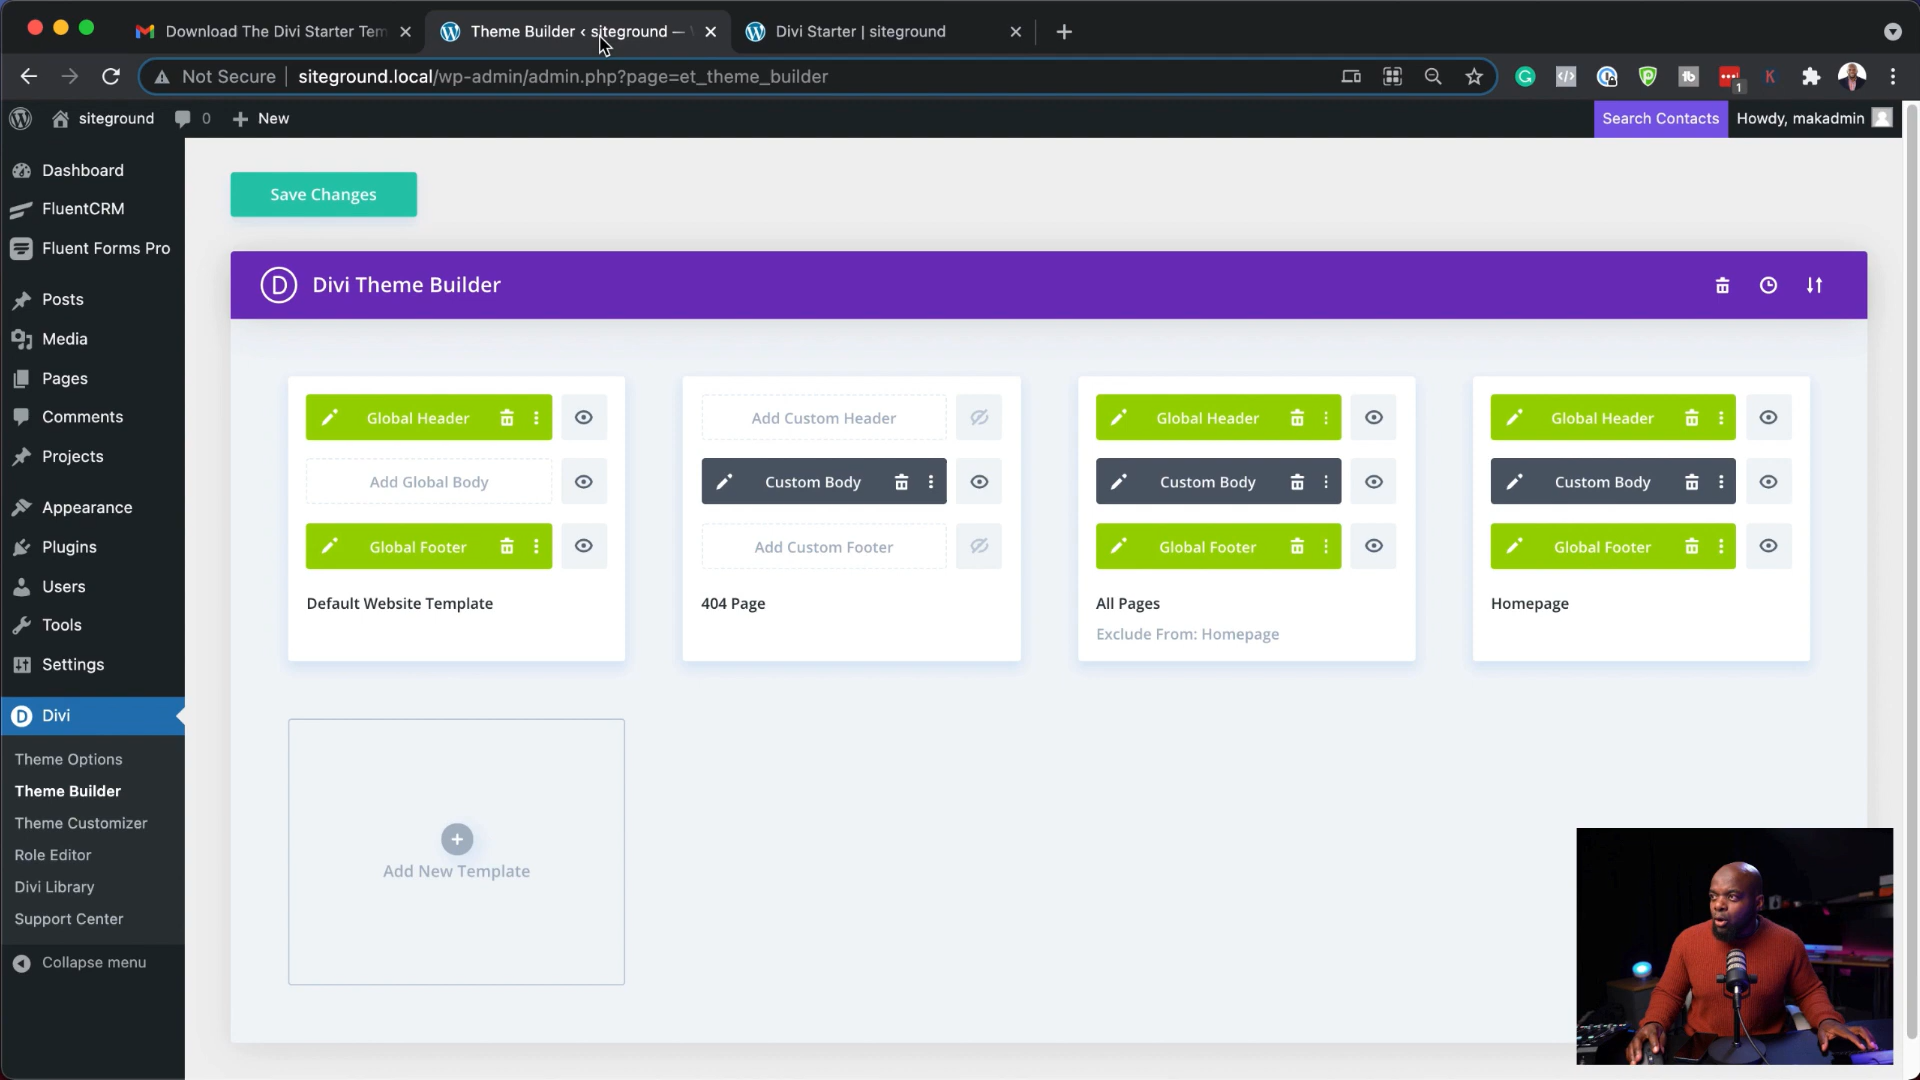 Download The Divi Starter Tem
Theme Builder ‹ siteground —
Divi Starter | siteground
Not Secure
siteground.local/wp-admin/admin.php?page=et_theme_builder
1
siteground
0
New
Search Contacts
Howdy, makadmin
Dashboard
FluentCRM
Fluent Forms Pro
Posts
Media
Pages
Comments
Projects
Appearance
Plugins
Users
Tools
Settings
Divi
Theme Options
Theme Builder
Theme Customizer
Role Editor
Divi Library
Support Center
Collapse menu
Save Changes
Divi Theme Builder
Global Header
Add Global Body
Global Footer
Default Website Template
Add Custom Header
Custom Body
Add Custom Footer
404 Page
Global Header
Custom Body
Global Footer
All Pages
Exclude From: Homepage
Global Header
Custom Body
Global Footer
Homepage
Add New Template